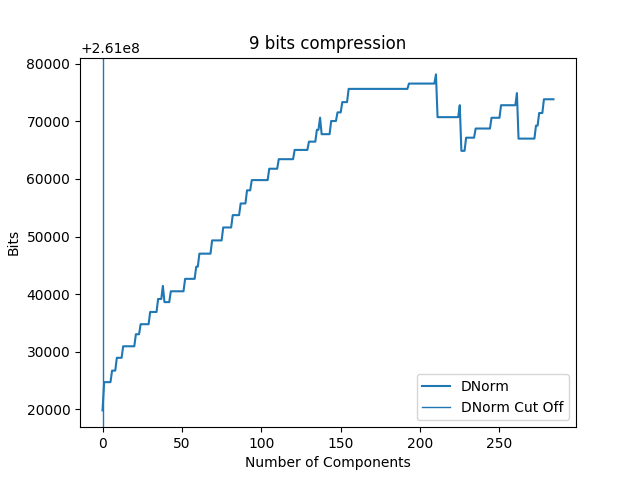 9 bits compression
+2.61e8
80000
70000
60000
50000
40000
30000
20000
Bits
0 50 100 150 200 250
Number of Components
DNorm
DNorm Cut Off